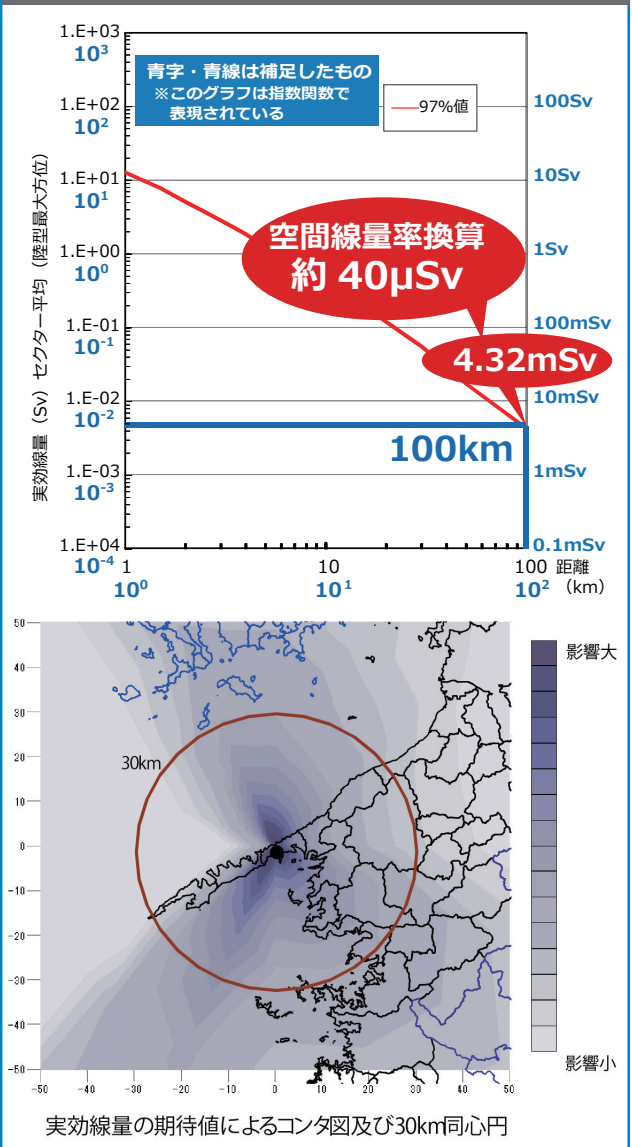 1.E+03
10³
青字・青線は補足したもの
※このグラフは指数関数で
表現されている
97%値
1.E+02
10²
100Sv
1.E+01
10¹
10Sv
空間線量率換算
約 40μSv
1.E+00
10⁰
1Sv
1.E-01
10⁻¹
100mSv
4.32mSv
1.E-02
10⁻²
10mSv
100km
1.E-03
10⁻³
1mSv
1.E+04
10⁻⁴
0.1mSv
実効線量（Sv）セクター平均（陸型最大方位）
1 10 100 距離
10⁰ 10¹ 10² （km）
50
40
30
20
10
0
-10
-20
-30
-40
-50
30km
-50 -40 -30 -20 -10 0 10 20 30 40 50
影響大
影響小
実効線量の期待値によるコンタ図及び30km同心円